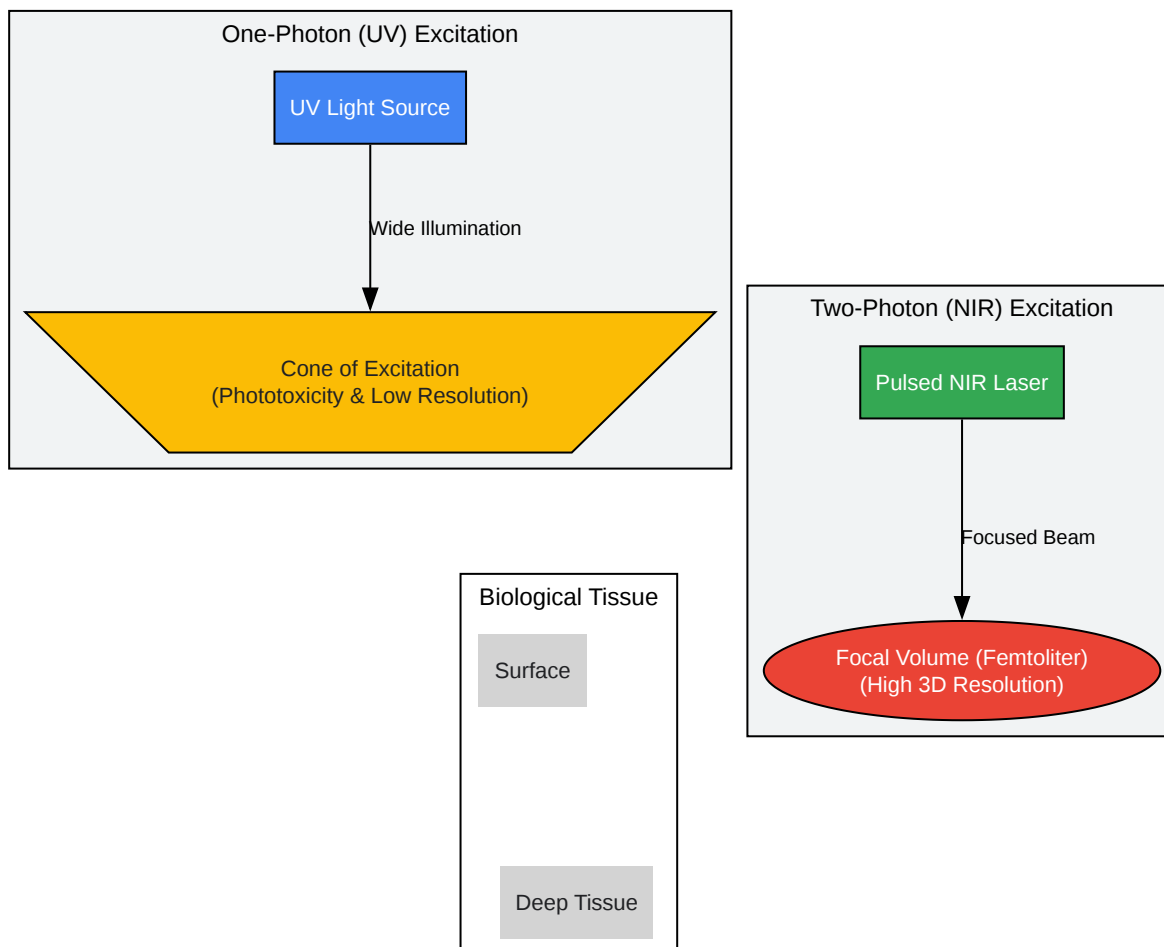 One-Photon (UV) Excitation
UV Light Source
Wide Illumination
Cone of Excitation
(Phototoxicity & Low Resolution)
Two-Photon (NIR) Excitation
Pulsed NIR Laser
Focused Beam
Focal Volume (Femtoliter)
(High 3D Resolution)
Biological Tissue
Surface
Deep Tissue